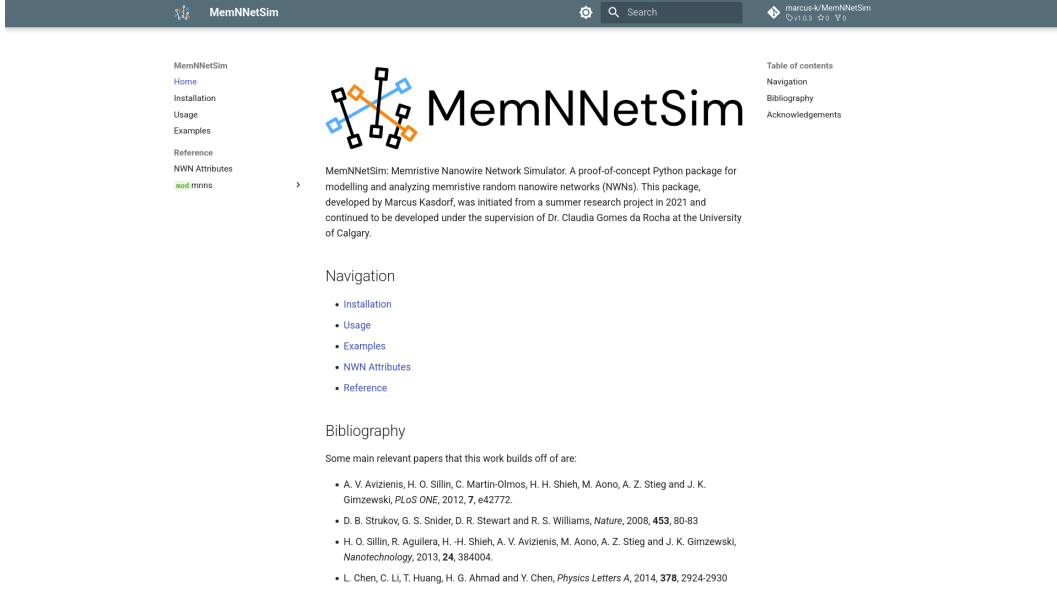 MemNNetSim
Search
marcus-k/MemNNetSim
v1.0.3 0 0
MemNNetSim
Home
Installation
Usage
Examples
Reference
NWN Attributes
mod mnns
MemNNetSim
MemNNetSim: Memristive Nanowire Network Simulator. A proof-of-concept Python package for
modelling and analyzing memristive random nanowire networks (NWNs). This package,
developed by Marcus Kasdorf, was initiated from a summer research project in 2021 and
continued to be developed under the supervision of Dr. Claudia Gomes da Rocha at the University
of Calgary.
Navigation
• Installation
• Usage
• Examples
• NWN Attributes
• Reference
Bibliography
Some main relevant papers that this work builds off of are:
• A. V. Avizienis, H. O. Sillin, C. Martin-Olmos, H. H. Shieh, M. Aono, A. Z. Stieg and J. K.
Gimzewski, PLoS ONE, 2012, 7, e42772.
• D. B. Strukov, G. S. Snider, D. R. Stewart and R. S. Williams, Nature, 2008, 453, 80-83
• H. O. Sillin, R. Aguilera, H. -H. Shieh, A. V. Avizienis, M. Aono, A. Z. Stieg and J. K. Gimzewski,
Nanotechnology, 2013, 24, 384004.
• L. Chen, C. Li, T. Huang, H. G. Ahmad and Y. Chen, Physics Letters A, 2014, 378, 2924-2930
Table of contents
Navigation
Bibliography
Acknowledgements